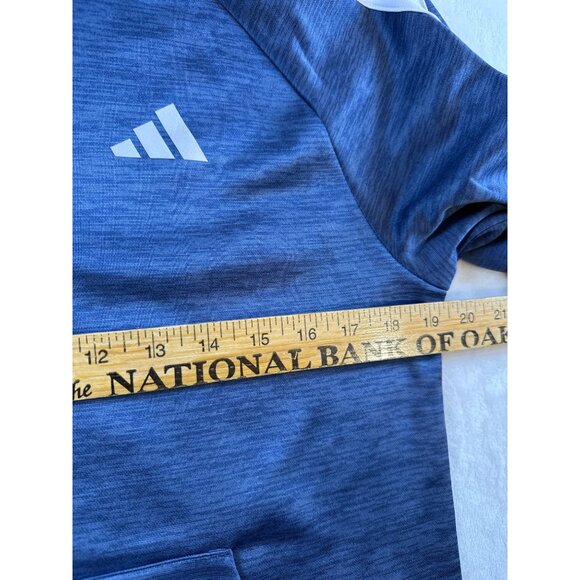 12 13 14 15 16 17 18 19 20 21
the NATIONAL BANK OF OAK